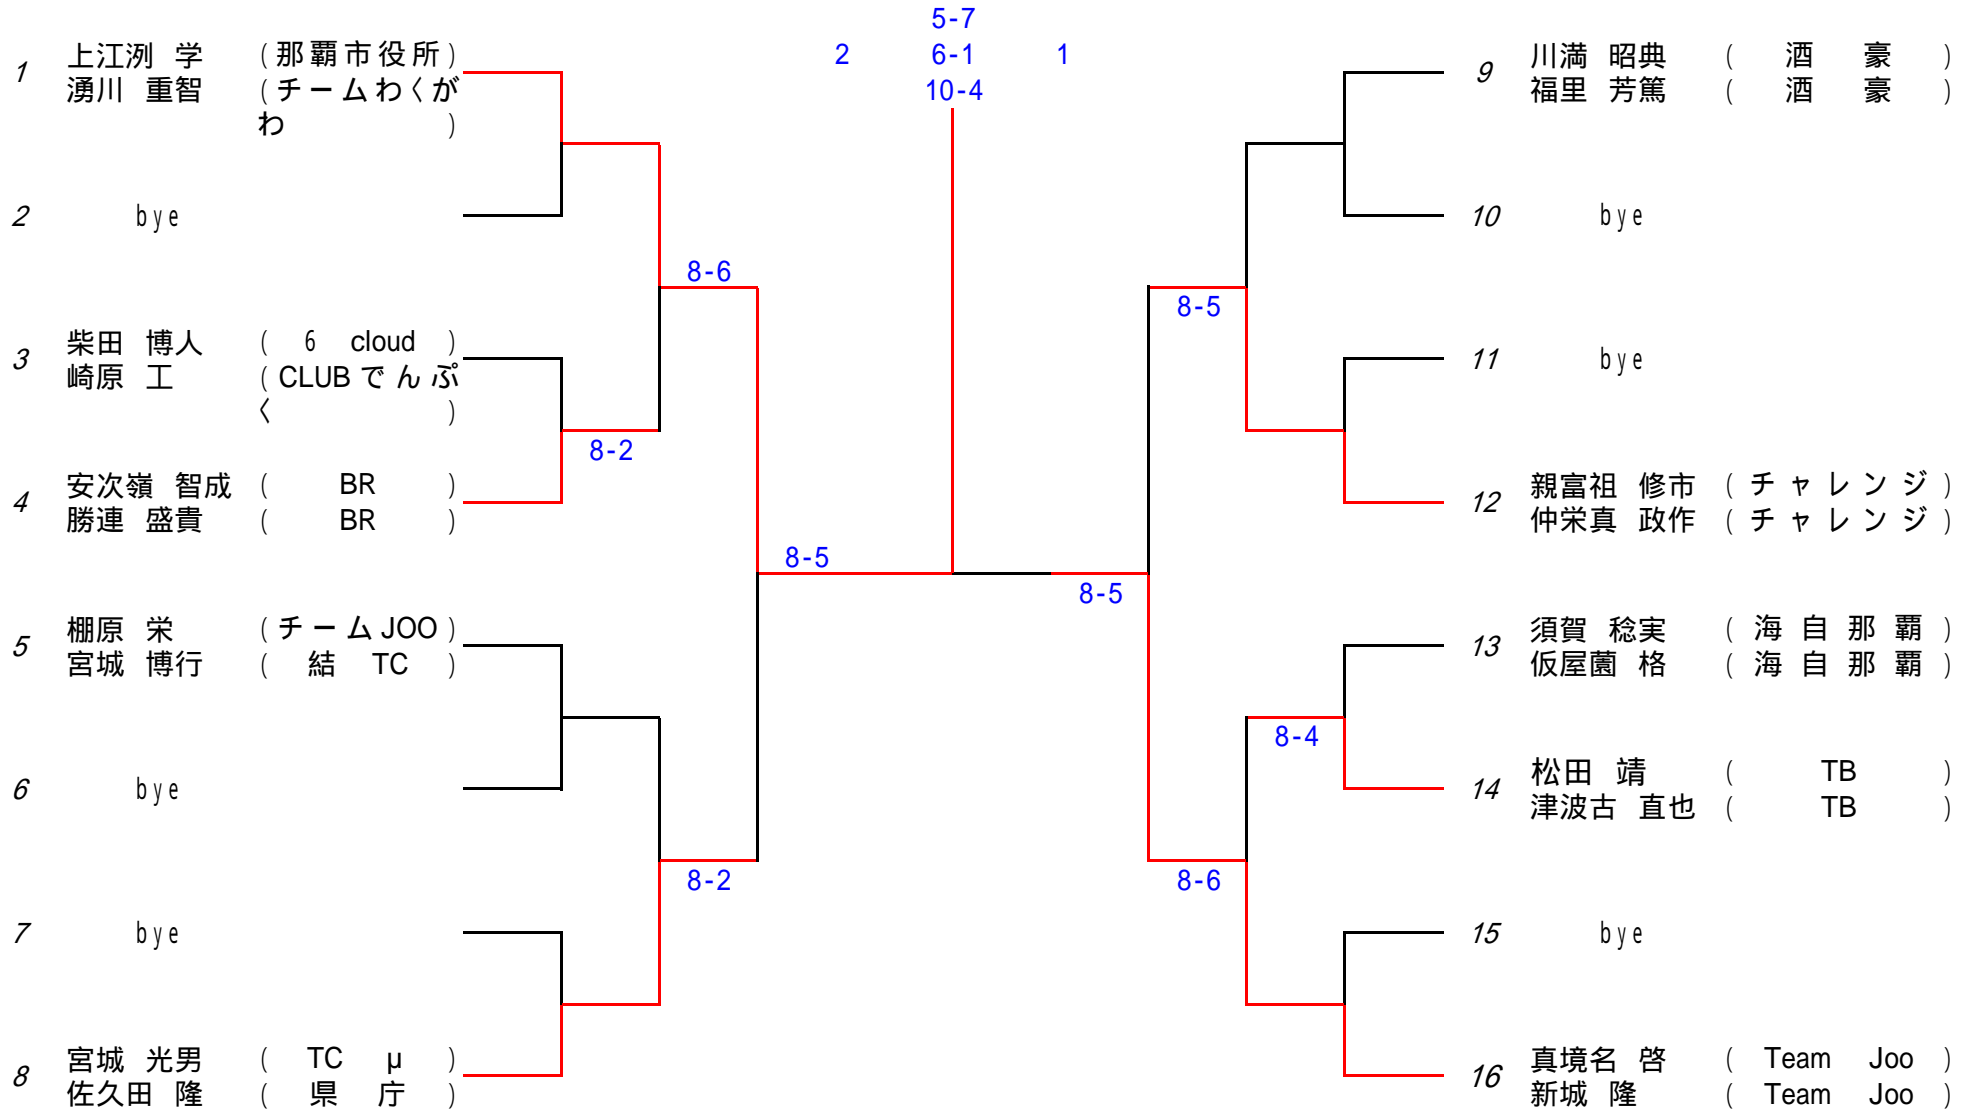 5-7
2 6-1 1
10-4
1 上江洌 学 (那覇市役所)
湧川 重智 (チームわくが
わ )
2 bye
8-6
3 柴田 博人 ( 6 cloud )
崎原 工 (CLUBでんぷ
く )
8-2
4 安次嶺 智成 ( BR )
勝連 盛貴 ( BR )
8-5
5 棚原 栄 (チームJOO)
宮城 博行 ( 結 TC )
6 bye
8-2
7 bye
8 宮城 光男 ( TC μ )
佐久田 隆 ( 県 庁 )
9 川満 昭典 ( 酒 豪 )
福里 芳篤 ( 酒 豪 )
10 bye
8-5
11 bye
12 親富祖 修市 (チャレンジ)
仲栄真 政作 (チャレンジ)
8-5
13 須賀 稔実 (海自那覇)
仮屋薗 格 (海自那覇)
8-4
14 松田 靖 ( TB )
津波古 直也 ( TB )
8-6
15 bye
16 真境名 啓 ( Team Joo )
新城 隆 ( Team Joo )